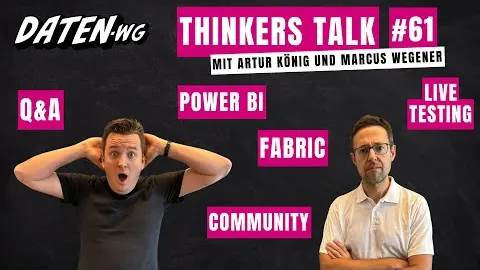 DATEN-WG
THINKERS TALK #61
MIT ARTUR KÖNIG UND MARCUS WEGENER
Q&A
POWER BI
LIVE
TESTING
FABRIC
COMMUNITY